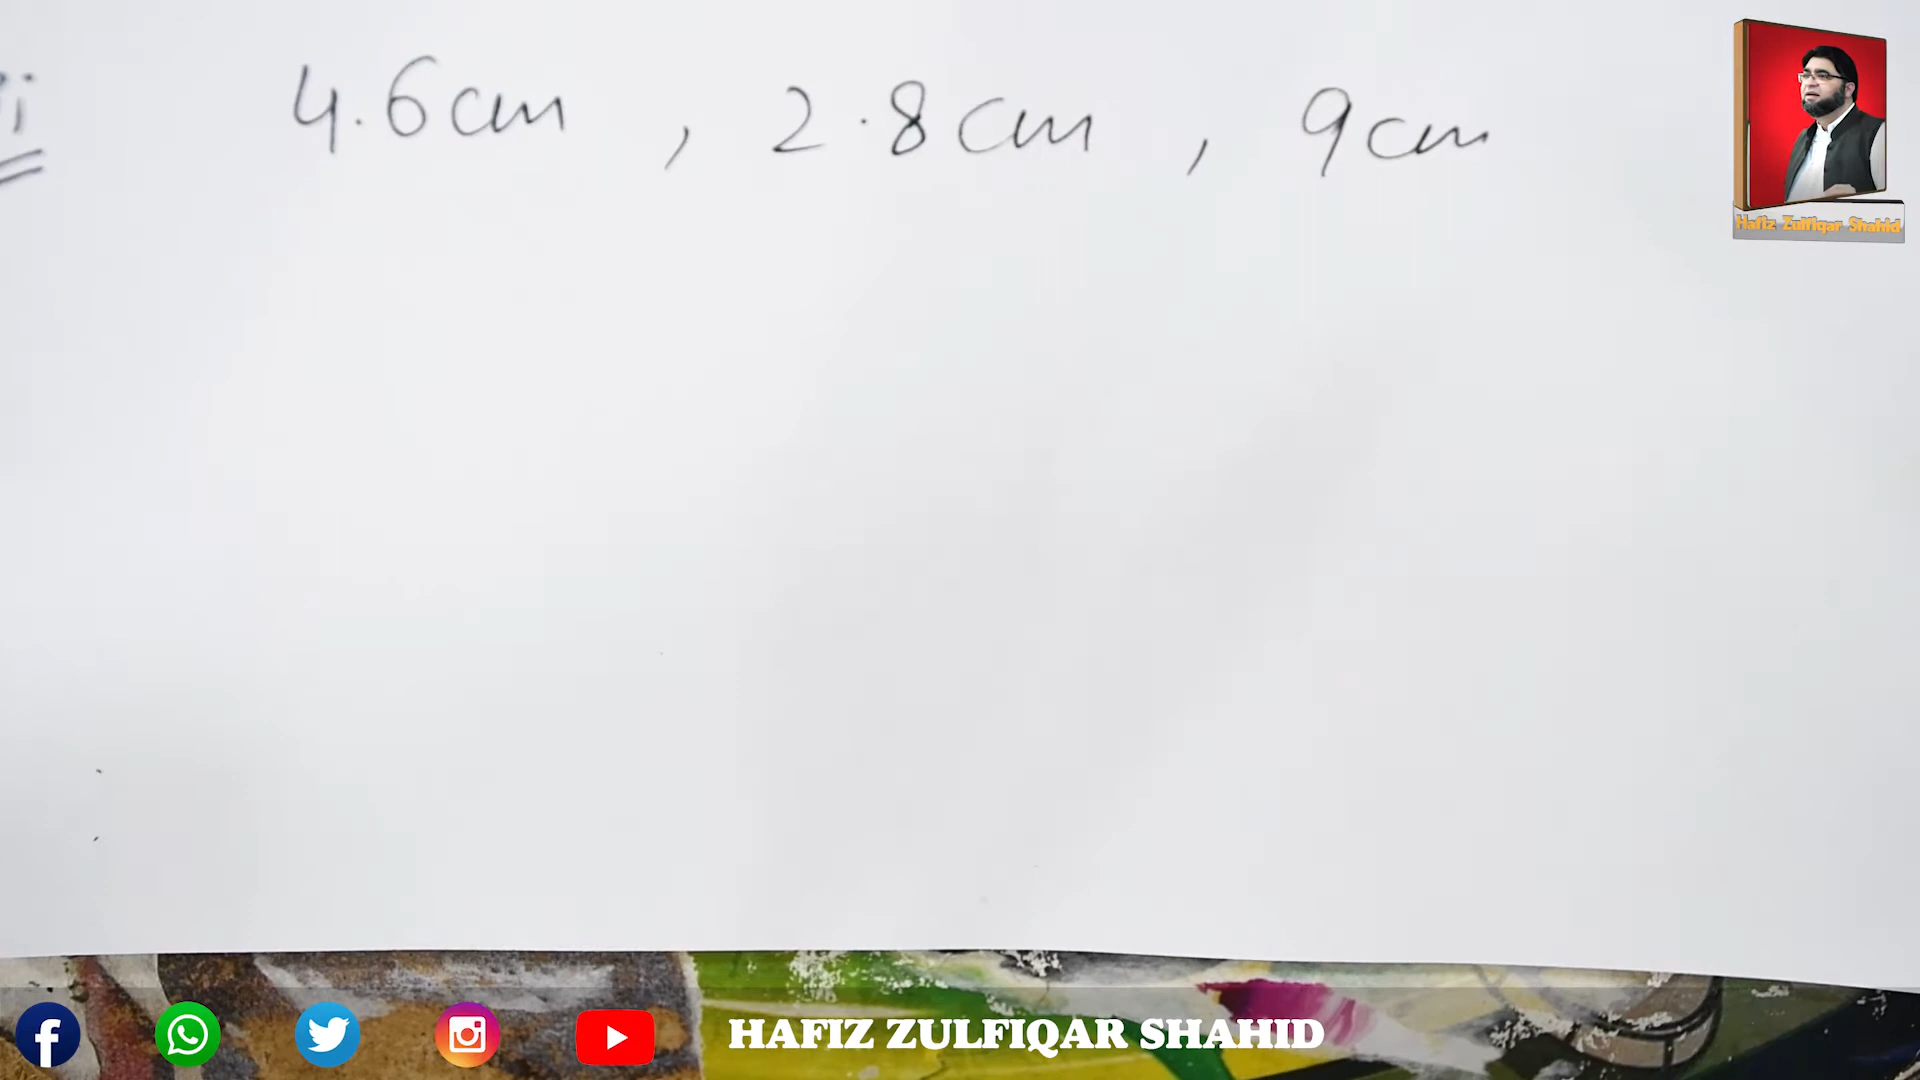 4.6cm , 2.8cm , 9cm
Hafiz Zulfiqar Shahid
HAFIZ ZULFIQAR SHAHID